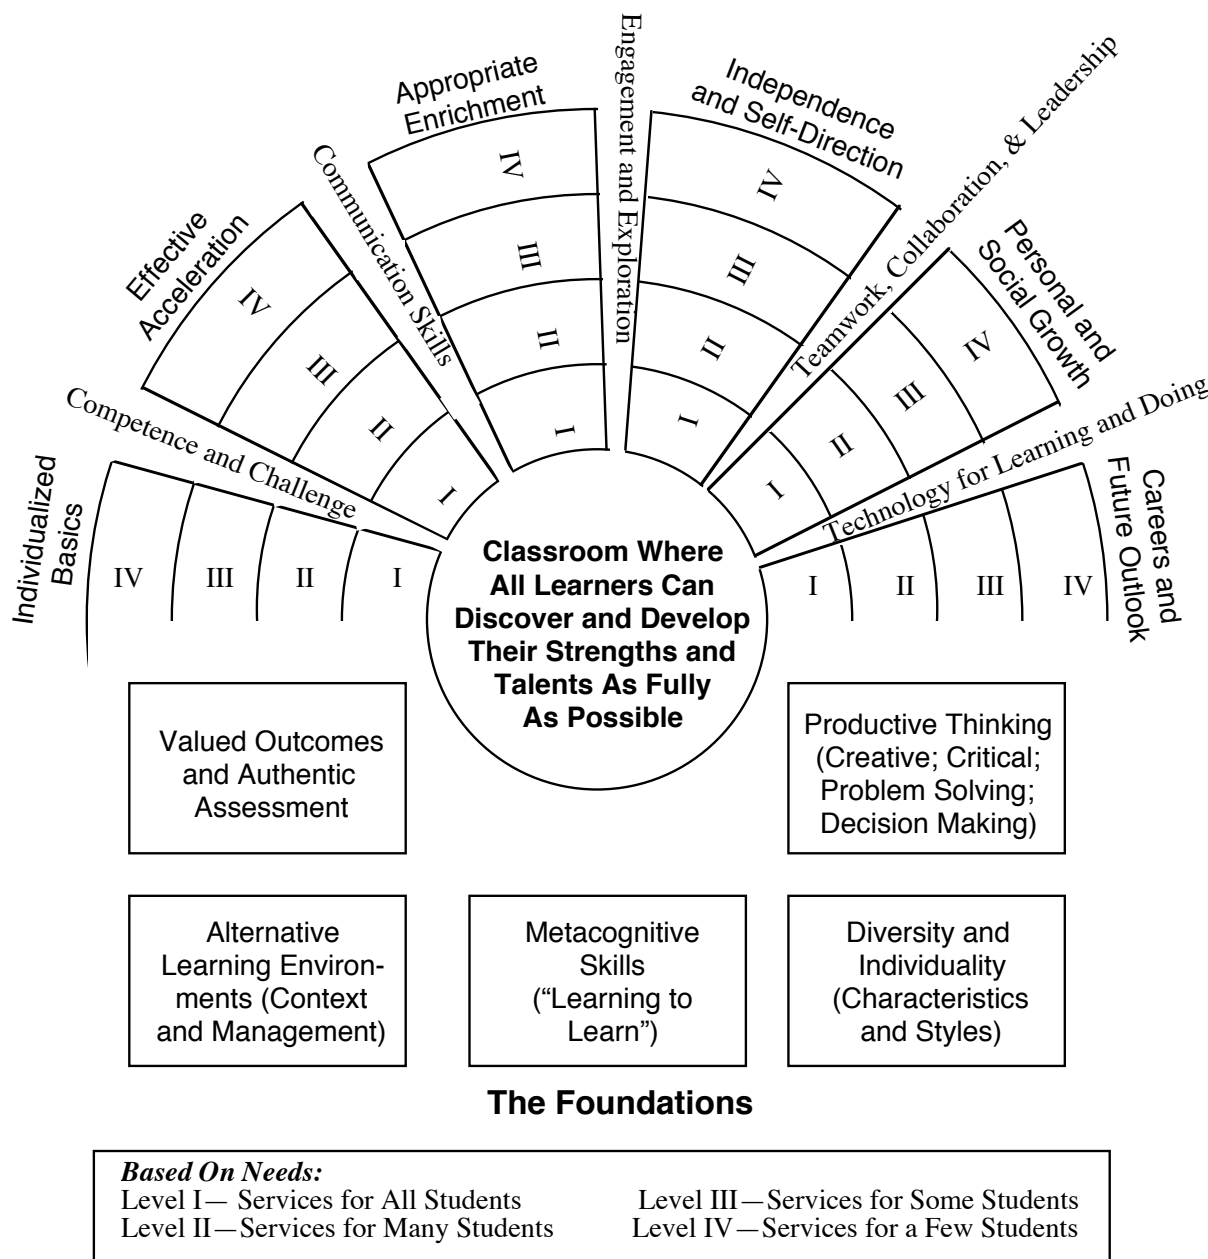 Individualized
Basics
IV
III
II
I
Competence and Challenge
Effective
Acceleration
IV
III
II
I
Communication Skills
Appropriate
Enrichment
IV
III
II
I
Engagement and Exploration
Independence
and Self-Direction
IV
III
II
I
Teamwork, Collaboration, & Leadership
Personal and
Social Growth
IV
III
II
I
Technology for Learning and Doing
Careers and
Future Outlook
I
II
III
IV
Classroom Where
All Learners Can
Discover and Develop
Their Strengths and
Talents As Fully
As Possible
Valued Outcomes
and Authentic
Assessment
Productive Thinking
(Creative; Critical;
Problem Solving;
Decision Making)
Alternative
Learning Environ-
ments (Context
and Management)
Metacognitive
Skills
(“Learning to
Learn”)
Diversity and
Individuality
(Characteristics
and Styles)
The Foundations
Based On Needs:
Level I— Services for All Students
Level II—Services for Many Students
Level III—Services for Some Students
Level IV—Services for a Few Students